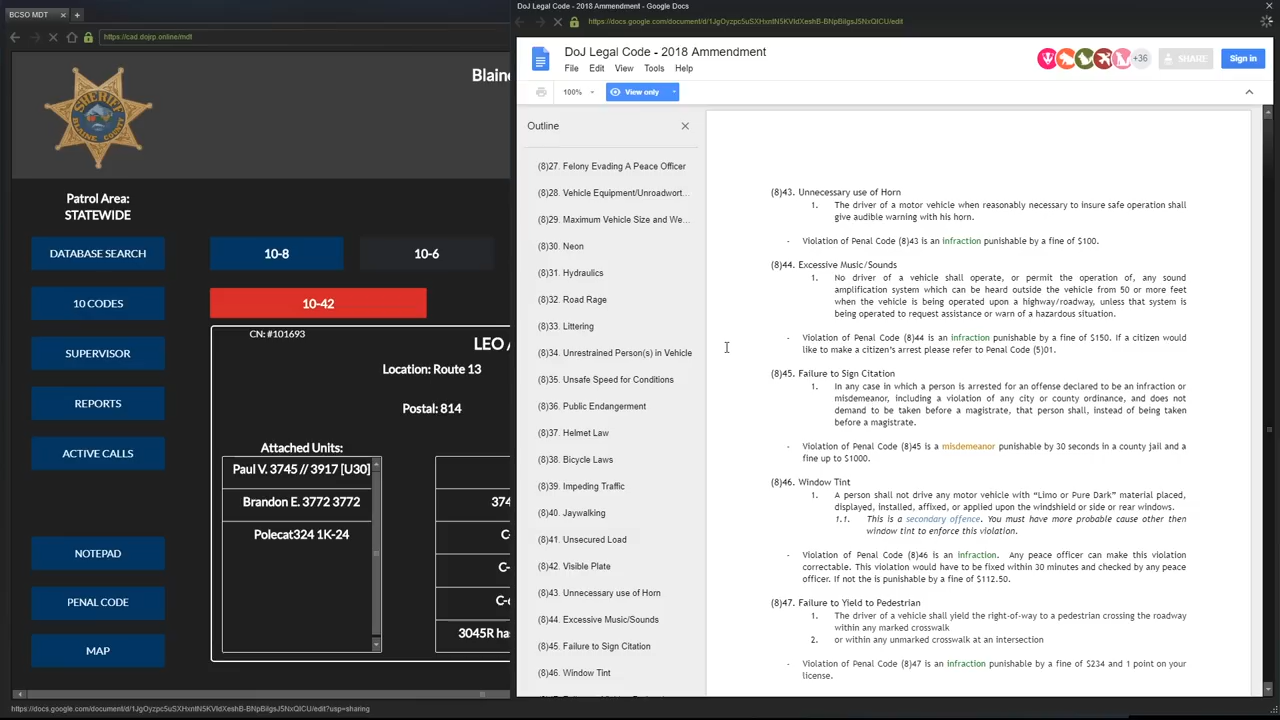 BCSO MDT
https://cad.dojrp.online/mdt
SHERIFF
BLAINE COUNTY
Blaine
Patrol Area:
STATEWIDE
DATABASE SEARCH
10 CODES
SUPERVISOR
REPORTS
ACTIVE CALLS
NOTEPAD
PENAL CODE
MAP
10-8
10-6
10-42
CN: #101693
LEO /
Location: Route 13
Postal: 814
Attached Units:
Paul V. 3745 // 3917 [U30]
Brandon E. 3772 3772
Polecat324 1K-24
374
C-
C-
C-
3045R has
DoJ Legal Code - 2018 Ammendment - Google Docs
https://docs.google.com/document/d/1JgOyzpc5uSXHxntN5KVldXeshB-BNpBilgsJ5NxQICU/edit
DoJ Legal Code - 2018 Ammendment
File Edit View Tools Help
+36
SHARE
Sign in
100%
View only
Outline
(8)27. Felony Evading A Peace Officer
(8)28. Vehicle Equipment/Unroadwort...
(8)29. Maximum Vehicle Size and We...
(8)30. Neon
(8)31. Hydraulics
(8)32. Road Rage
(8)33. Littering
(8)34. Unrestrained Person(s) in Vehicle
(8)35. Unsafe Speed for Conditions
(8)36. Public Endangerment
(8)37. Helmet Law
(8)38. Bicycle Laws
(8)39. Impeding Traffic
(8)40. Jaywalking
(8)41. Unsecured Load
(8)42. Visible Plate
(8)43. Unnecessary use of Horn
(8)44. Excessive Music/Sounds
(8)45. Failure to Sign Citation
(8)46. Window Tint
(8)43. Unnecessary use of Horn
1. The driver of a motor vehicle when reasonably necessary to insure safe operation shall
give audible warning with his horn.
- Violation of Penal Code (8)43 is an infraction punishable by a fine of $100.
(8)44. Excessive Music/Sounds
1. No driver of a vehicle shall operate, or permit the operation of, any sound
amplification system which can be heard outside the vehicle from 50 or more feet
when the vehicle is being operated upon a highway/roadway, unless that system is
being operated to request assistance or warn of a hazardous situation.
- Violation of Penal Code (8)44 is an infraction punishable by a fine of $150. If a citizen would
like to make a citizen's arrest please refer to Penal Code (5)01.
(8)45. Failure to Sign Citation
1. In any case in which a person is arrested for an offense declared to be an infraction or
misdemeanor, including a violation of any city or county ordinance, and does not
demand to be taken before a magistrate, that person shall, instead of being taken
before a magistrate.
- Violation of Penal Code (8)45 is a misdemeanor punishable by 30 seconds in a county jail and a
fine up to $1000.
(8)46. Window Tint
1. A person shall not drive any motor vehicle with “Limo or Pure Dark” material placed,
displayed, installed, affixed, or applied upon the windshield or side or rear windows.
1.1. This is a secondary offence. You must have more probable cause other then
window tint to enforce this violation.
- Violation of Penal Code (8)46 is an infraction. Any peace officer can make this violation
correctable. This violation would have to be fixed within 30 minutes and checked by any peace
officer. If not the is punishable by a fine of $112.50.
(8)47. Failure to Yield to Pedestrian
1. The driver of a vehicle shall yield the right-of-way to a pedestrian crossing the roadway
within any marked crosswalk
2. or within any unmarked crosswalk at an intersection
- Violation of Penal Code (8)47 is an infraction punishable by a fine of $234 and 1 point on your
license.
https://docs.google.com/document/d/1JgOyzpc5uSXHxntN5KVldXeshB-BNpBilgsJ5NxQICU/edit?usp=sharing